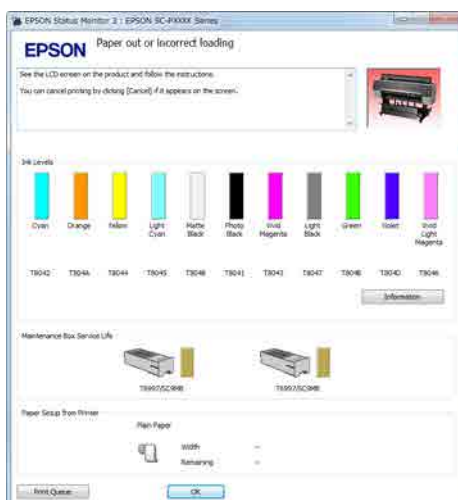 EPSON Status Monitor 3 : EPSON SC-PXXXX Series
EPSON
Paper out or incorrect loading
See the LCD screen on the product and follow the instructions.
You can cancel printing by clicking [Cancel] if it appears on the screen.
Ink Levels
Cyan Orange Yellow Light Cyan Matte Black Photo Black Vivid Magenta Light Black Green Violet Vivid Light Magenta
T8042 T804A T8044 T8045 T8048 T8041 T8043 T8047 T804B T804D T8046
Information
Maintenance Box Service Life
T6997/SC9MB T6997/SC9MB
Paper Setup from Printer
Plain Paper
Width --
Remaining --
Print Queue OK